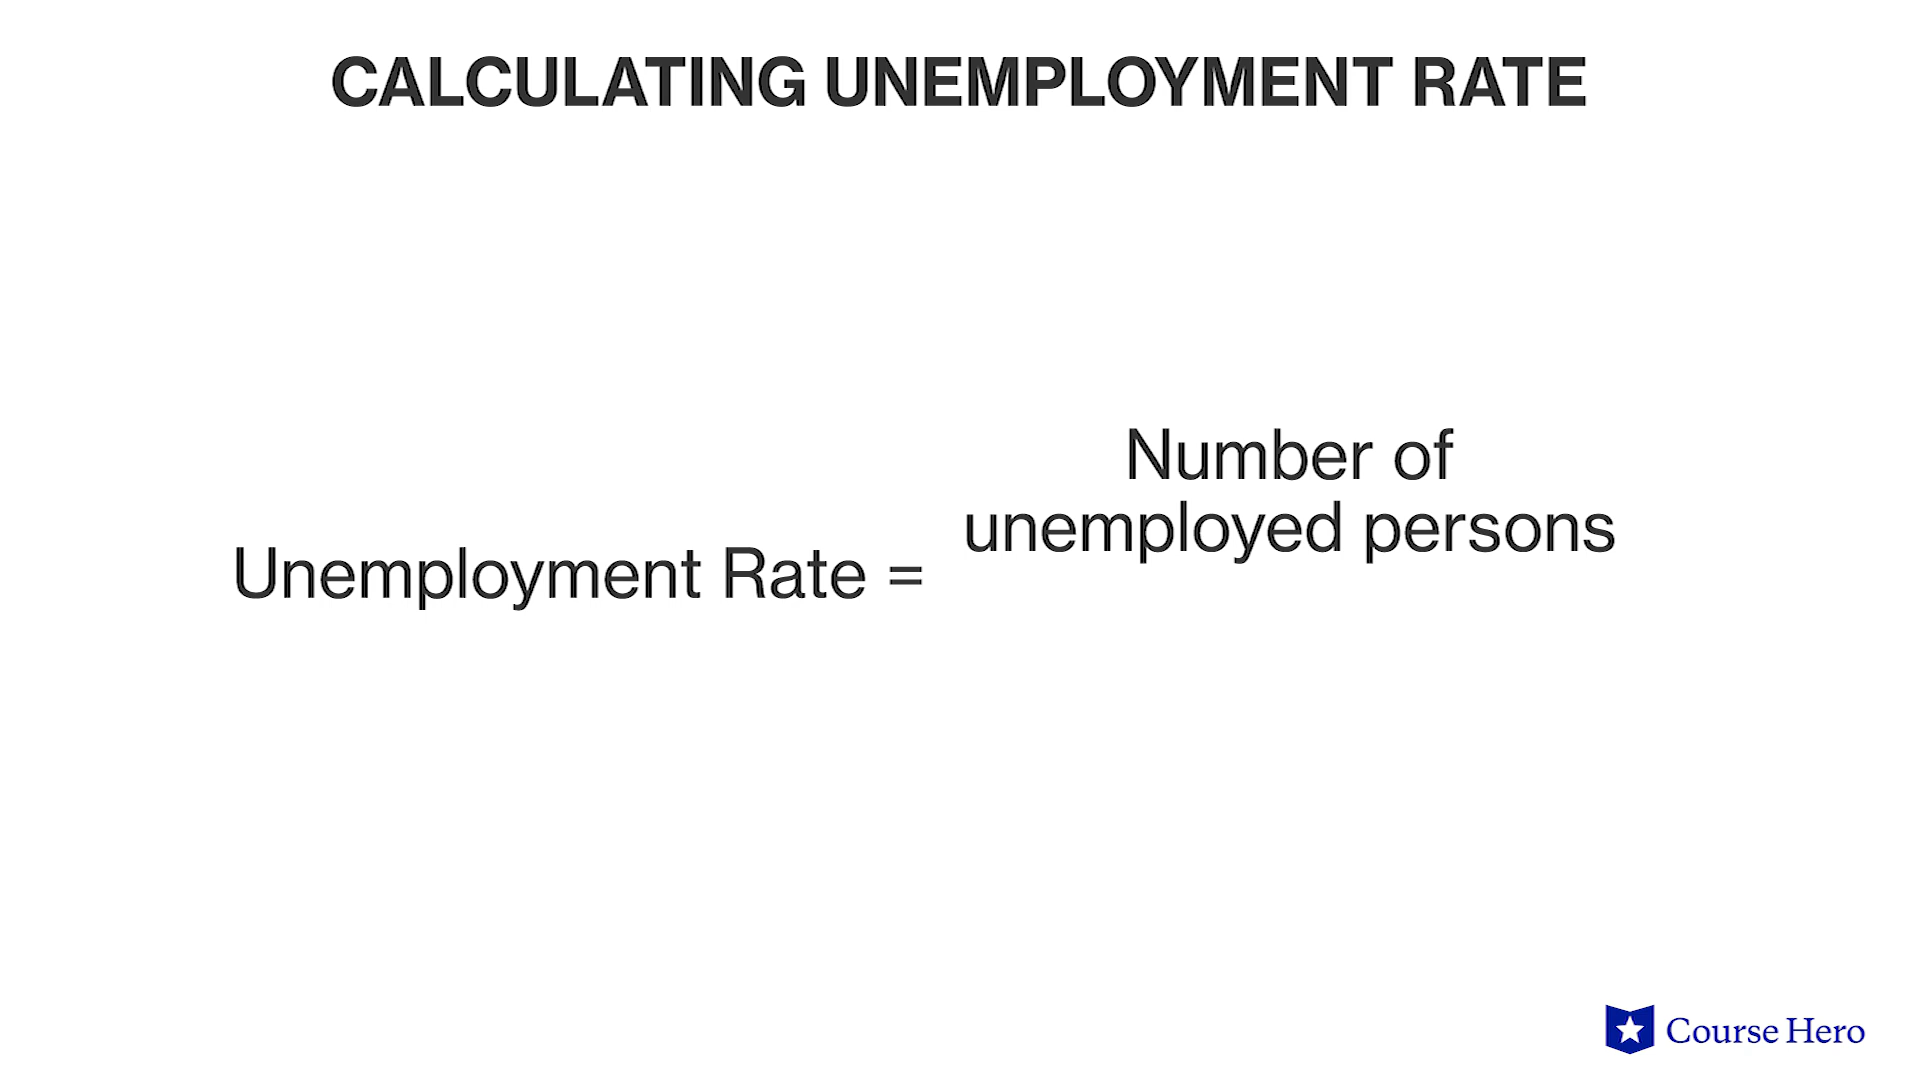 CALCULATING UNEMPLOYMENT RATE
Number of
unemployed persons
Unemployment Rate =
Course Hero